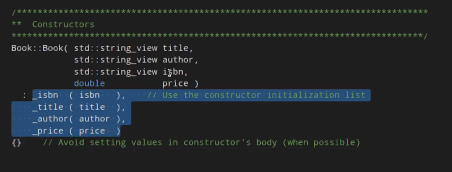 /*******************************************************************************
**  Constructors
*******************************************************************************/
Book::Book( std::string_view title,
            std::string_view author,
            std::string_view isbn,
            double           price )
  : _isbn  ( isbn   ),    // Use the constructor initialization list
    _title ( title  ),
    _author( author ),
    _price ( price  )
{}    // Avoid setting values in constructor's body (when possible)